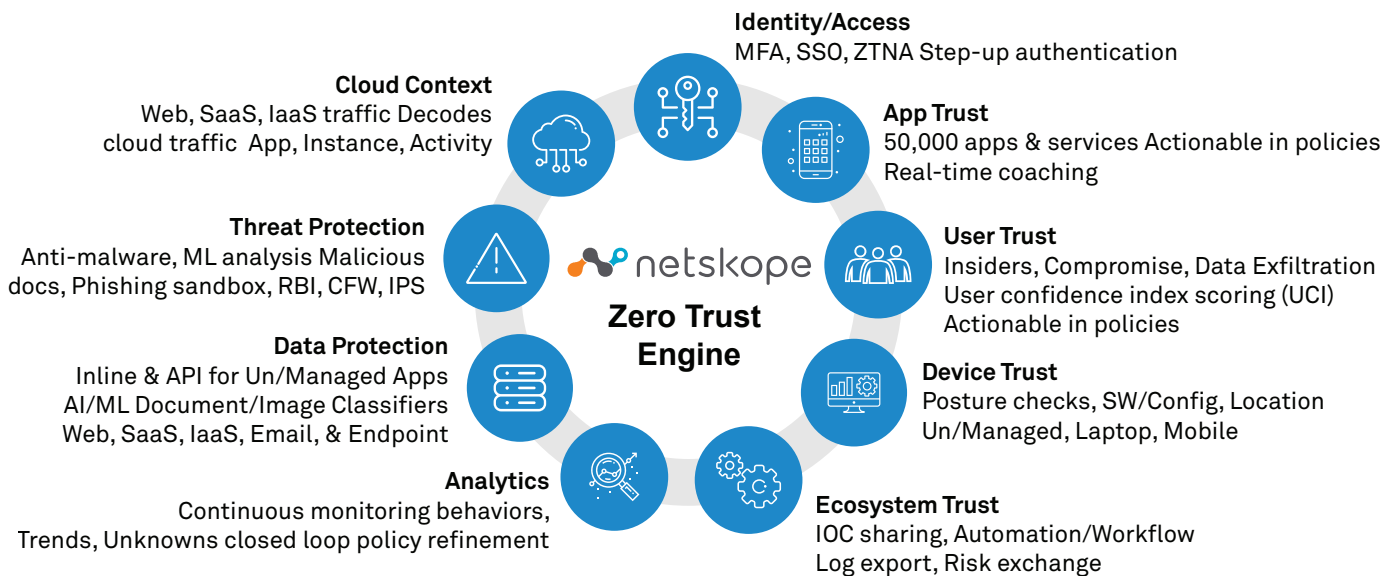 Identity/Access
MFA, SSO, ZTNA Step-up authentication
App Trust
50,000 apps & services Actionable in policies
Real-time coaching
User Trust
Insiders, Compromise, Data Exfiltration
User confidence index scoring (UCI)
Actionable in policies
Device Trust
Posture checks, SW/Config, Location
Un/Managed, Laptop, Mobile
Ecosystem Trust
IOC sharing, Automation/Workflow
Log export, Risk exchange
Analytics
Continuous monitoring behaviors,
Trends, Unknowns closed loop policy refinement
Data Protection
Inline & API for Un/Managed Apps
AI/ML Document/Image Classifiers
Web, SaaS, IaaS, Email, & Endpoint
Threat Protection
Anti-malware, ML analysis Malicious
docs, Phishing sandbox, RBI, CFW, IPS
Cloud Context
Web, SaaS, IaaS traffic Decodes
cloud traffic App, Instance, Activity
netskope
Zero Trust
Engine